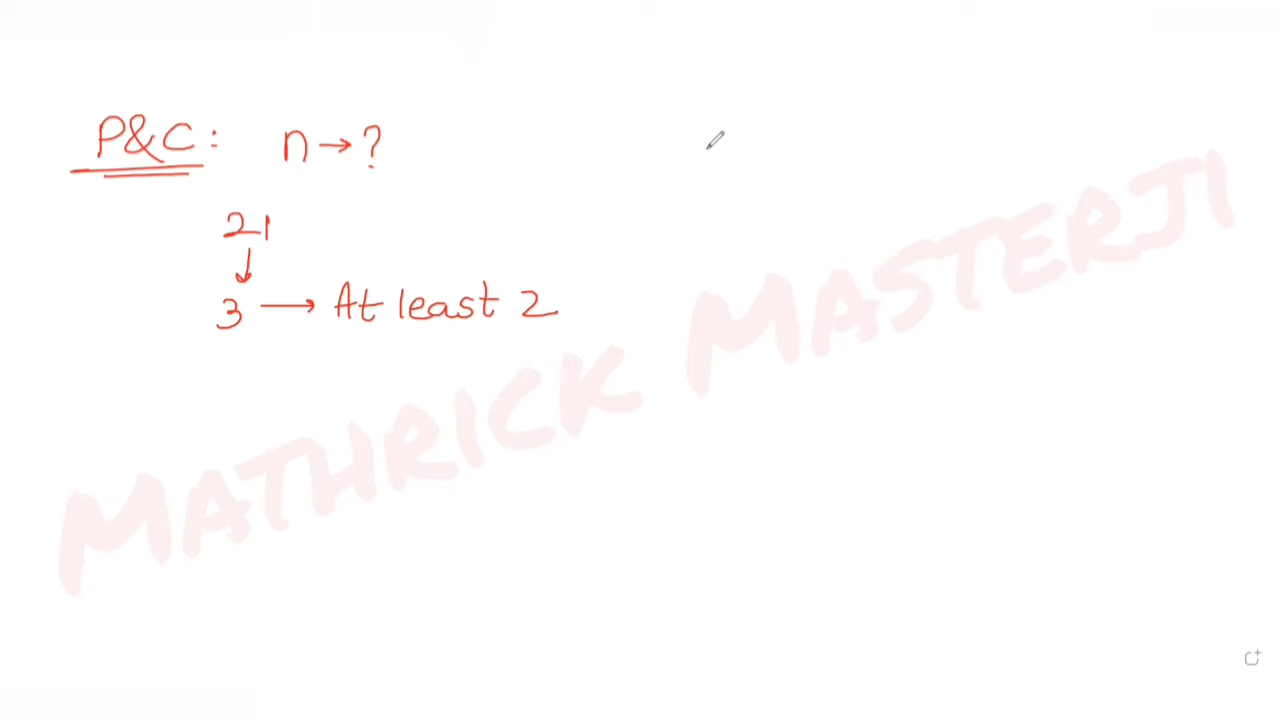 P&C: n → ?
21
↓
3 → At least 2
MATHRICK MASTERJI